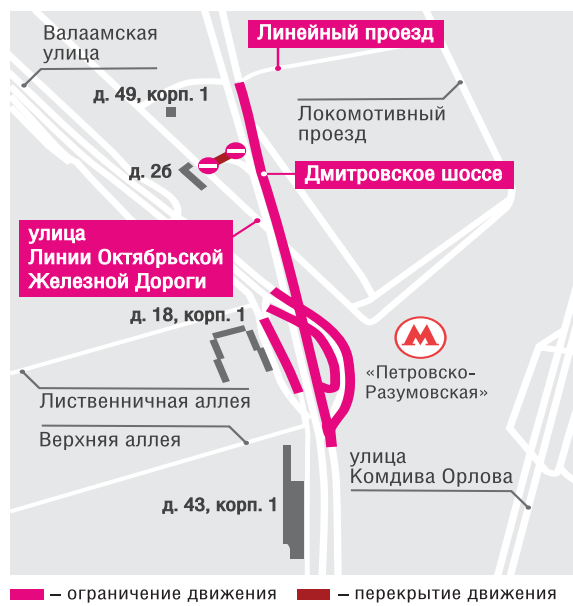 Валаамская
улица
Линейный проезд
д. 49, корп. 1
Локомотивный
проезд
д. 2б
Дмитровское шоссе
улица
Линии Октябрьской
Железной Дороги
д. 18, корп. 1
М
«Петровско-
Разумовская»
Лиственничная аллея
Верхняя аллея
улица
Комдива Орлова
д. 43, корп. 1
– ограничение движения
– перекрытие движения